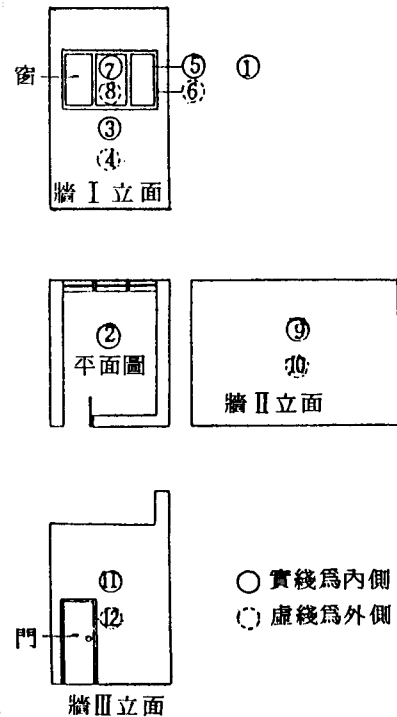 窗
⑦ ⑤ ①
⑧ ⑥
③
④
牆 I 立面
② ⑨
平面圖 ⑩
牆 II 立面
⑪
⑫
門
牆 III 立面
○ 實綫爲內側
◌ 虛綫爲外側